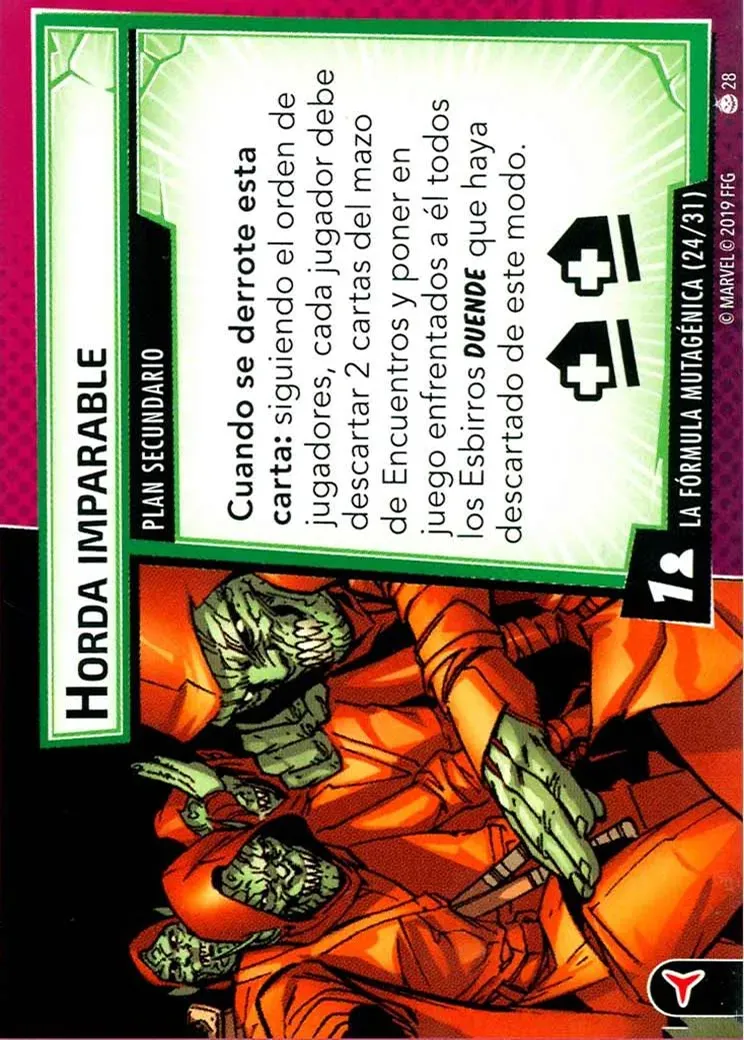 HORDA IMPARABLE
PLAN SECUNDARIO
Cuando se derrote esta
carta: siguiendo el orden de
jugadores, cada jugador debe
descartar 2 cartas del mazo
de Encuentros y poner en
juego enfrentados a él todos
los Esbirros DUENDE que haya
descartado de este modo.
1
LA FÓRMULA MUTAGÉNICA (24/31)
© MARVEL © 2019 FFG
28